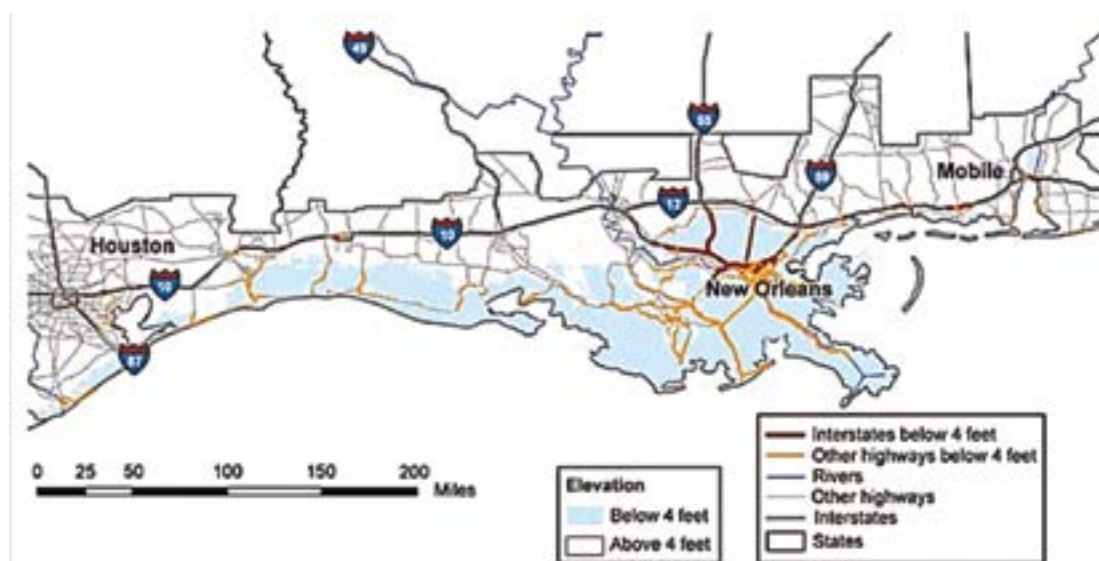 49
55
59
Mobile
12
10
Houston
10
New Orleans
87
0 25 50 100 150 200
Miles
Elevation
Below 4 feet
Above 4 feet
Interstates below 4 feet
Other highways below 4 feet
Rivers
Other highways
Interstates
States